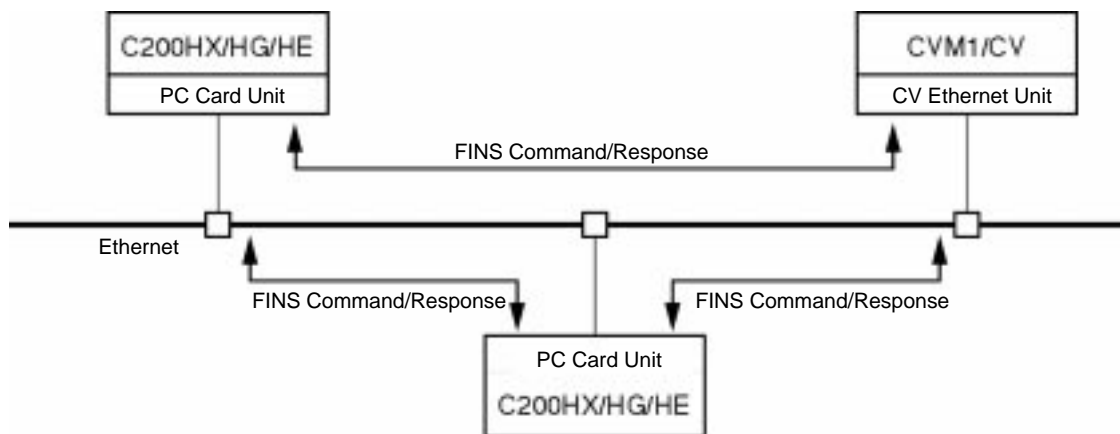 C200HX/HG/HE
PC Card Unit
CVM1/CV
CV Ethernet Unit
FINS Command/Response
Ethernet
FINS Command/Response
FINS Command/Response
PC Card Unit
C200HX/HG/HE